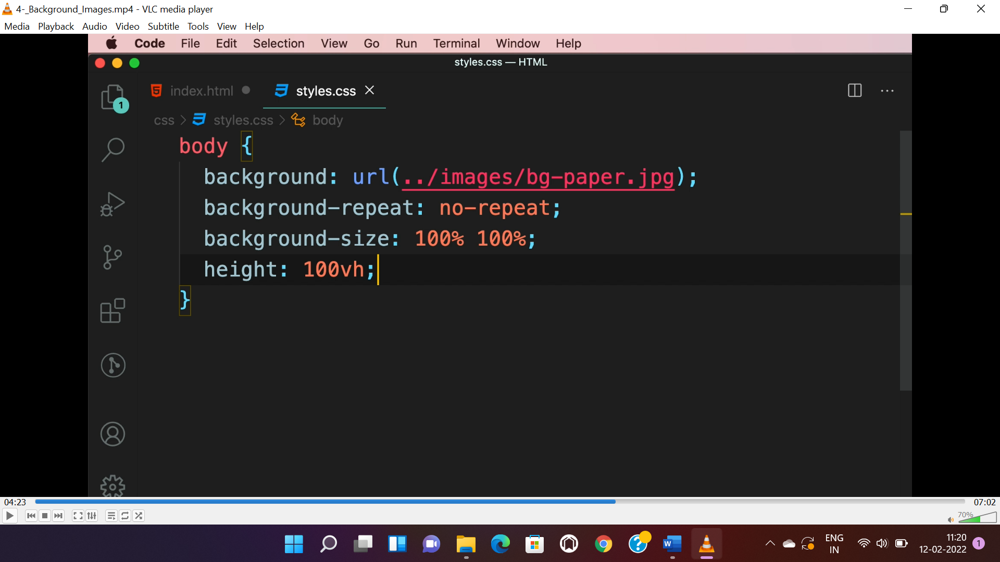 4-_Background_Images.mp4 - VLC media player
Media Playback Audio Video Subtitle Tools View Help
Code File Edit Selection View Go Run Terminal Window Help
styles.css — HTML
index.html styles.css
1
css > styles.css > body
body {
background: url(../images/bg-paper.jpg);
background-repeat: no-repeat;
background-size: 100% 100%;
height: 100vh;
}
04:23 07:02
70%
ENG 11:20
IN 12-02-2022 1